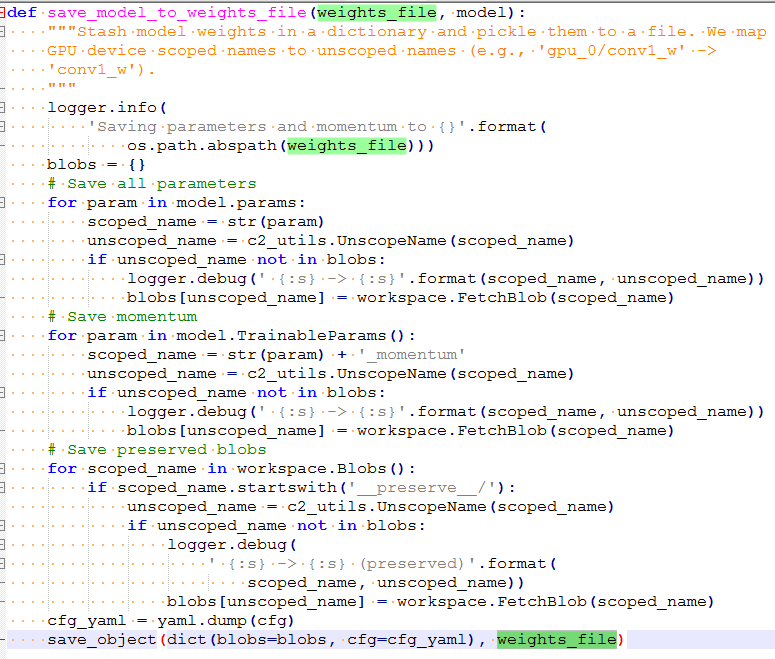 def save_model_to_weights_file(weights_file, model):
    """Stash model weights in a dictionary and pickle them to a file. We map
    GPU device scoped names to unscoped names (e.g., 'gpu_0/conv1_w' ->
    'conv1_w').
    """
    logger.info(
        'Saving parameters and momentum to {}'.format(
            os.path.abspath(weights_file)))
    blobs = {}
    # Save all parameters
    for param in model.params:
        scoped_name = str(param)
        unscoped_name = c2_utils.UnscopeName(scoped_name)
        if unscoped_name not in blobs:
            logger.debug(' {:s} -> {:s}'.format(scoped_name, unscoped_name))
            blobs[unscoped_name] = workspace.FetchBlob(scoped_name)
    # Save momentum
    for param in model.TrainableParams():
        scoped_name = str(param) + '_momentum'
        unscoped_name = c2_utils.UnscopeName(scoped_name)
        if unscoped_name not in blobs:
            logger.debug(' {:s} -> {:s}'.format(scoped_name, unscoped_name))
            blobs[unscoped_name] = workspace.FetchBlob(scoped_name)
    # Save preserved blobs
    for scoped_name in workspace.Blobs():
        if scoped_name.startswith('__preserve__/'):
            unscoped_name = c2_utils.UnscopeName(scoped_name)
            if unscoped_name not in blobs:
                logger.debug(
                    ' {:s} -> {:s} (preserved)'.format(
                        scoped_name, unscoped_name))
                blobs[unscoped_name] = workspace.FetchBlob(scoped_name)
    cfg_yaml = yaml.dump(cfg)
    save_object(dict(blobs=blobs, cfg=cfg_yaml), weights_file)